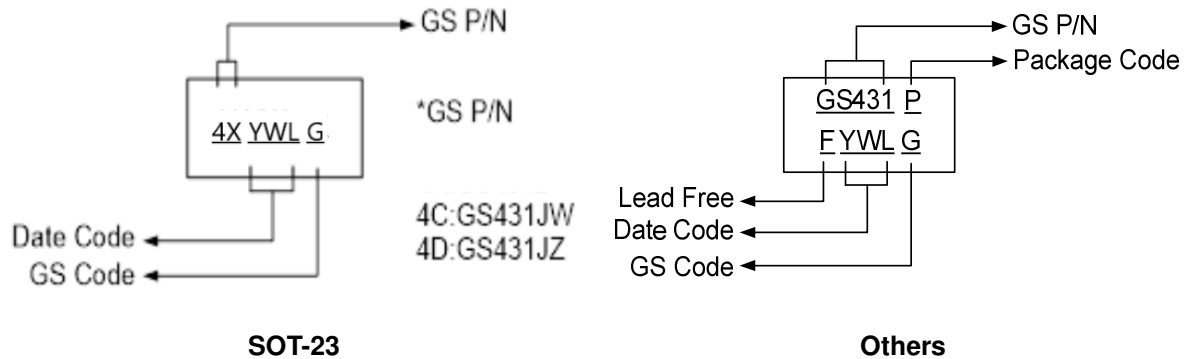 GS P/N
*GS P/N
4X YWL G
4C:GS431JW
4D:GS431JZ
Date Code
GS Code
SOT-23
GS P/N
Package Code
GS431 P
F YWL G
Lead Free
Date Code
GS Code
Others